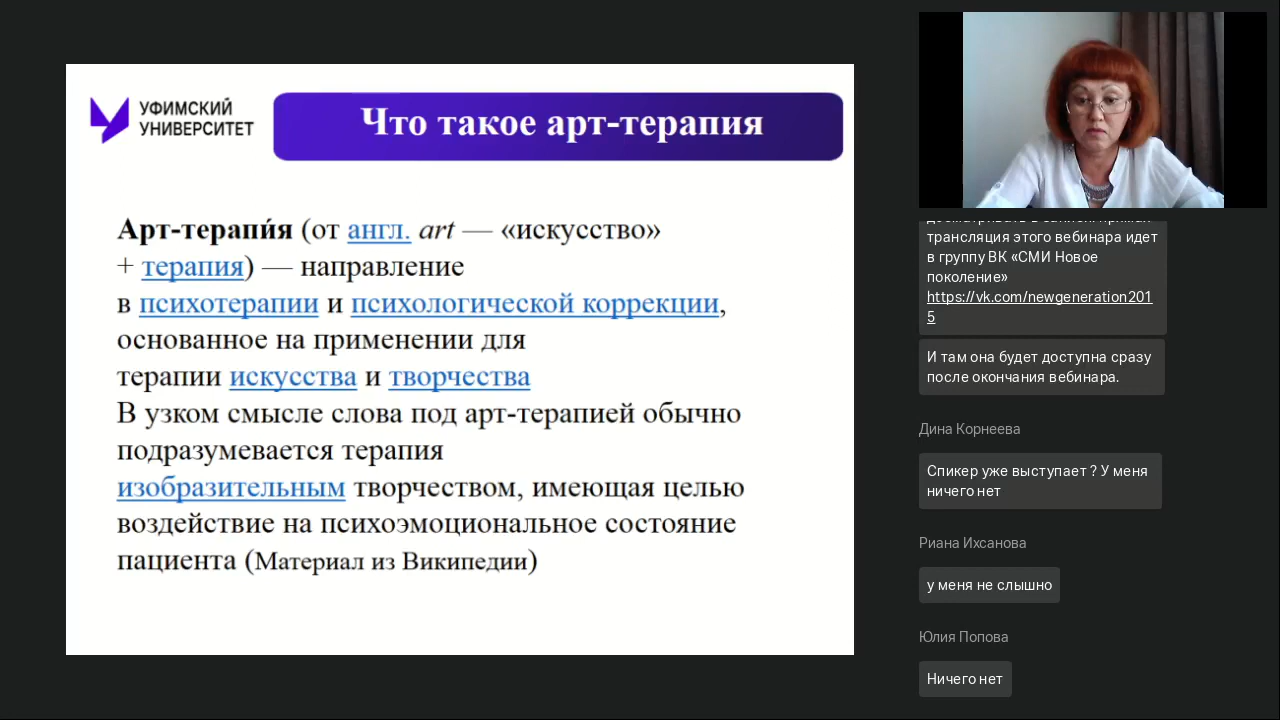 УФИМСКИЙ
УНИВЕРСИТЕТ
Что такое арт-терапия
Арт-терапи́я (от англ. art — «искусство»
+ терапия) — направление
в психотерапии и психологической коррекции,
основанное на применении для
терапии искусства и творчества
В узком смысле слова под арт-терапией обычно
подразумевается терапия
изобразительным творчеством, имеющая целью
воздействие на психоэмоциональное состояние
пациента (Материал из Википедии)
трансляция этого вебинара идет
в группу ВК «СМИ Новое
поколение»
https://vk.com/newgeneration201
5
И там она будет доступна сразу
после окончания вебинара.
Дина Корнеева
Спикер уже выступает ? У меня
ничего нет
Риана Ихсанова
у меня не слышно
Юлия Попова
Ничего нет